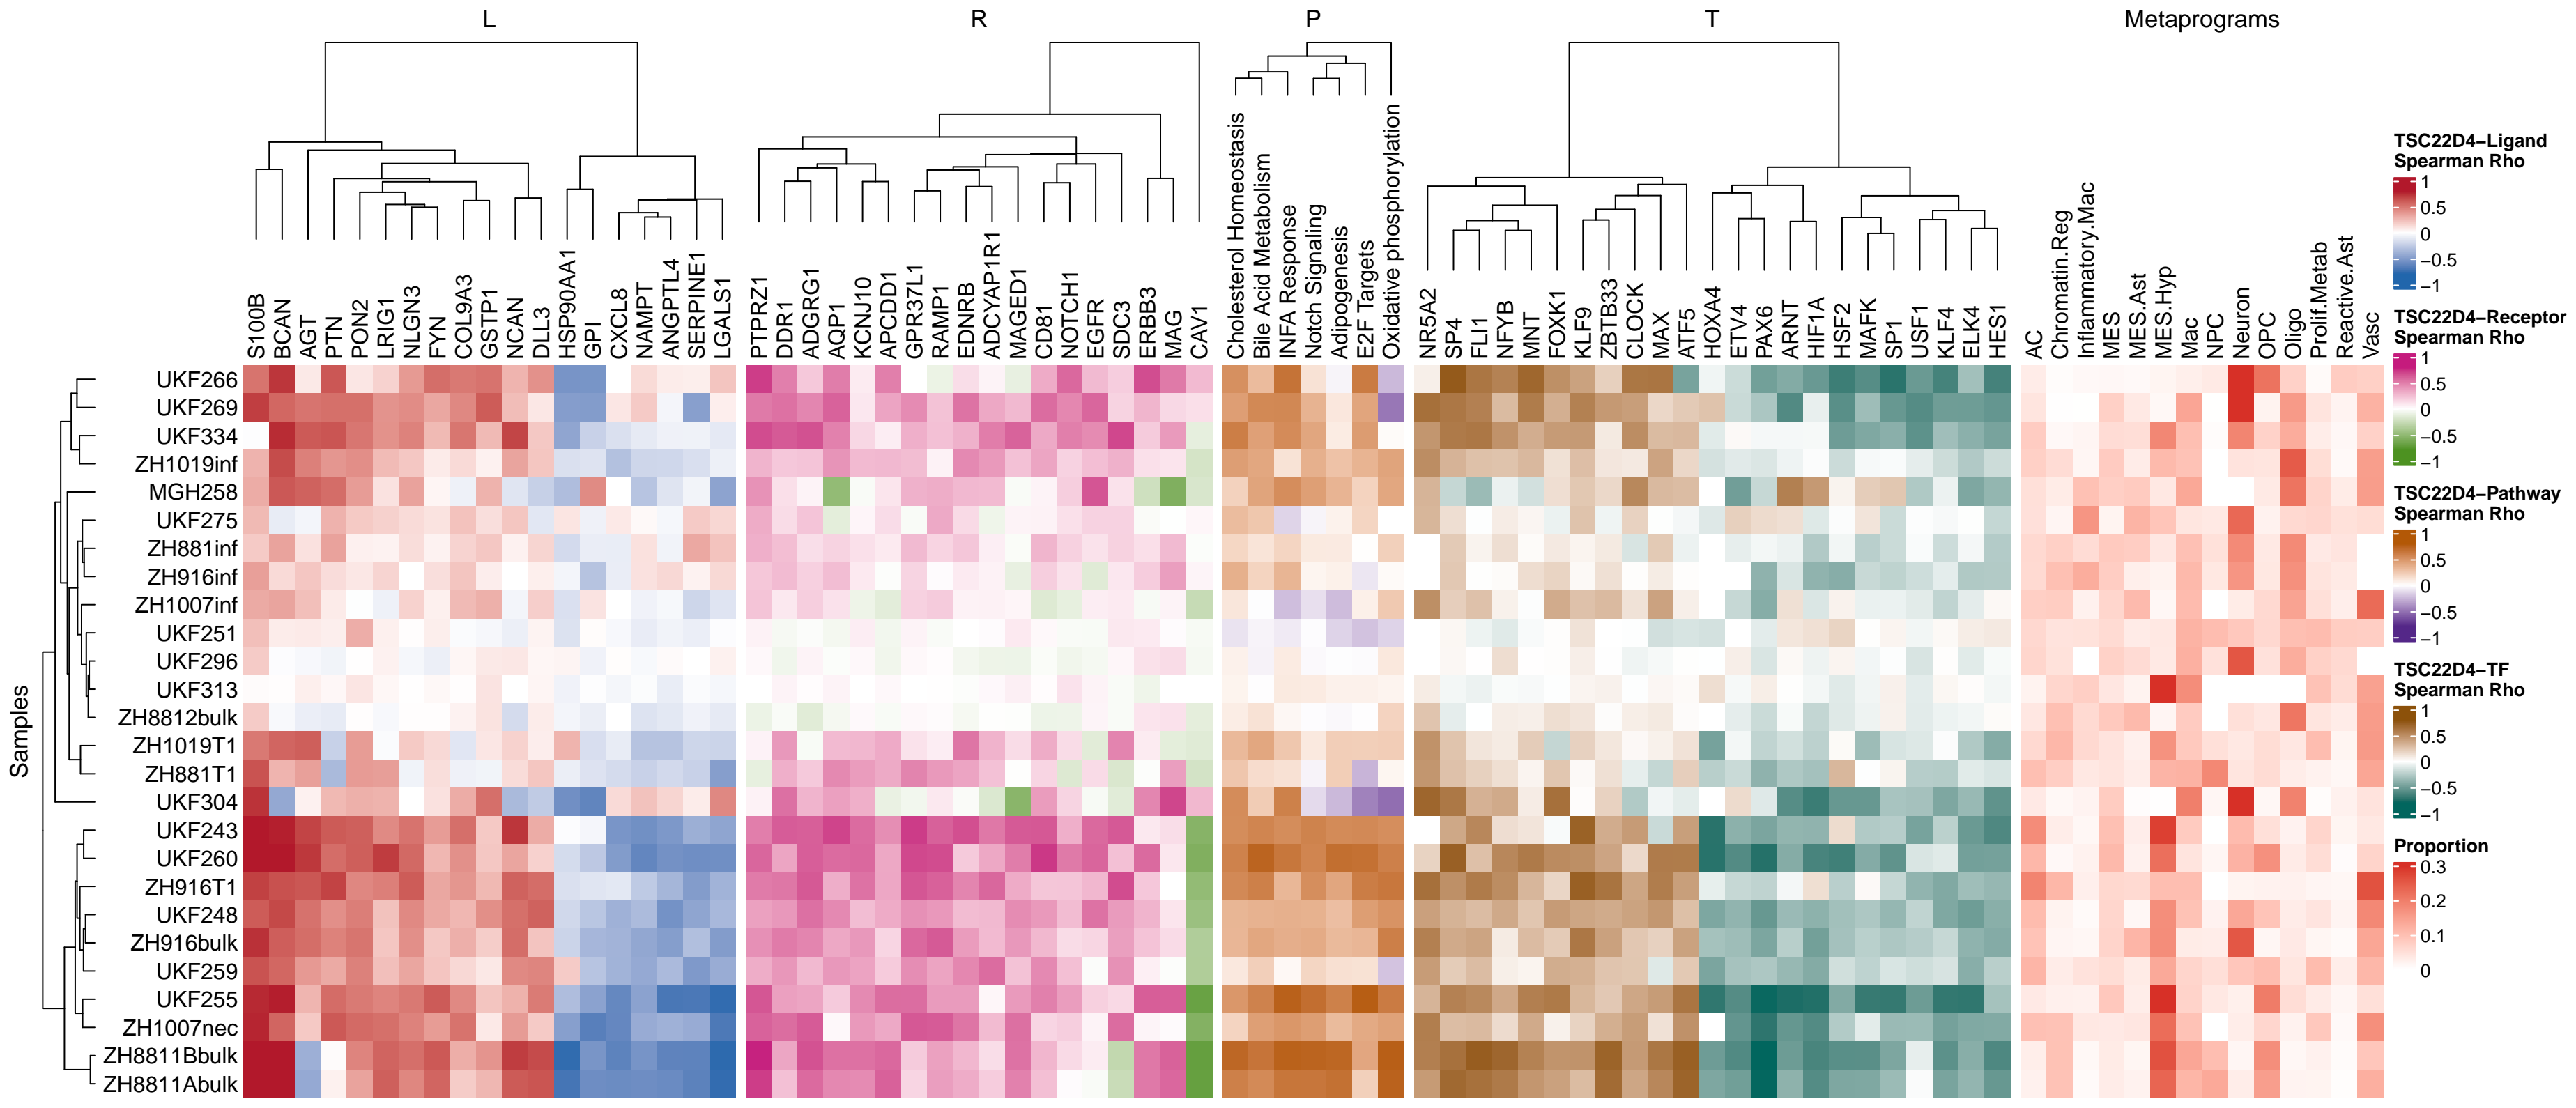 L
R
P
T
Metaprograms
S100B
BCAN
AGT
PTN
PON2
LRIG1
NLGN3
FYN
COL9A3
GSTP1
NCAN
DLL3
HSP90AA1
GPI
CXCL8
NAMPT
ANGPTL4
SERPINE1
LGALS1
PTPRZ1
DDR1
ADGRG1
AQP1
KCNJ10
APCDD1
GPR37L1
RAMP1
EDNRB
ADCYAP1R1
MAGED1
CD81
NOTCH1
EGFR
SDC3
ERBB3
MAG
CAV1
Cholesterol Homeostasis
Bile Acid Metabolism
INFA Response
Notch Signaling
Adipogenesis
E2F Targets
Oxidative phosphorylation
NR5A2
SP4
FLI1
NFYB
MNT
FOXK1
KLF9
ZBTB33
CLOCK
MAX
ATF5
HOXA4
ETV4
PAX6
ARNT
HIF1A
HSF2
MAFK
SP1
USF1
KLF4
ELK4
HES1
AC
Chromatin.Reg
Inflammatory.Mac
MES
MES.Ast
MES.Hyp
Mac
NPC
Neuron
OPC
Oligo
Prolif.Metab
Reactive.Ast
Vasc
Samples
UKF266
UKF269
UKF334
ZH1019inf
MGH258
UKF275
ZH881inf
ZH916inf
ZH1007inf
UKF251
UKF296
UKF313
ZH8812bulk
ZH1019T1
ZH881T1
UKF304
UKF243
UKF260
ZH916T1
UKF248
ZH916bulk
UKF259
UKF255
ZH1007nec
ZH8811Bbulk
ZH8811Abulk
TSC22D4−Ligand
Spearman Rho
1
0.5
0
−0.5
−1
TSC22D4−Receptor
Spearman Rho
1
0.5
0
−0.5
−1
TSC22D4−Pathway
Spearman Rho
1
0.5
0
−0.5
−1
TSC22D4−TF
Spearman Rho
1
0.5
0
−0.5
−1
Proportion
0.3
0.2
0.1
0